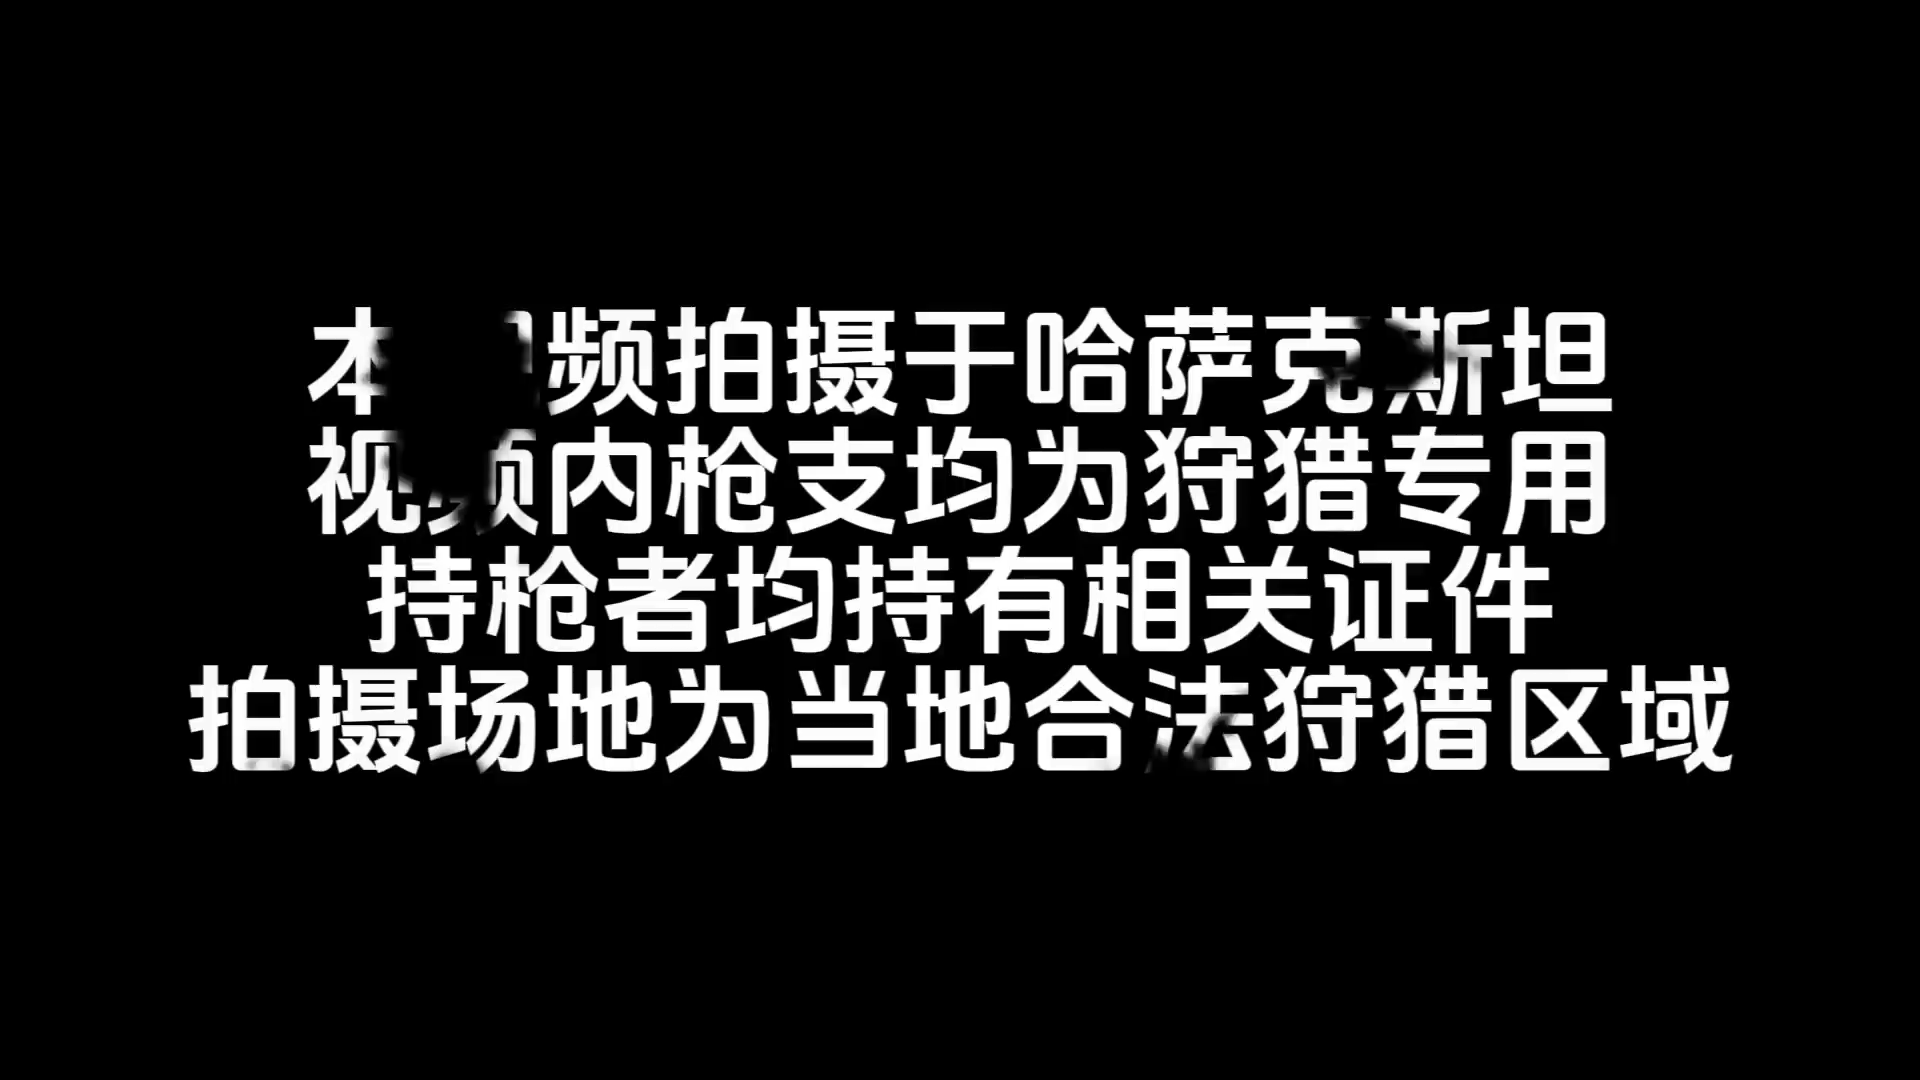 本视频拍摄于哈萨克斯坦
视频内枪支均为狩猎专用
持枪者均持有相关证件
拍摄场地为当地合法狩猎区域